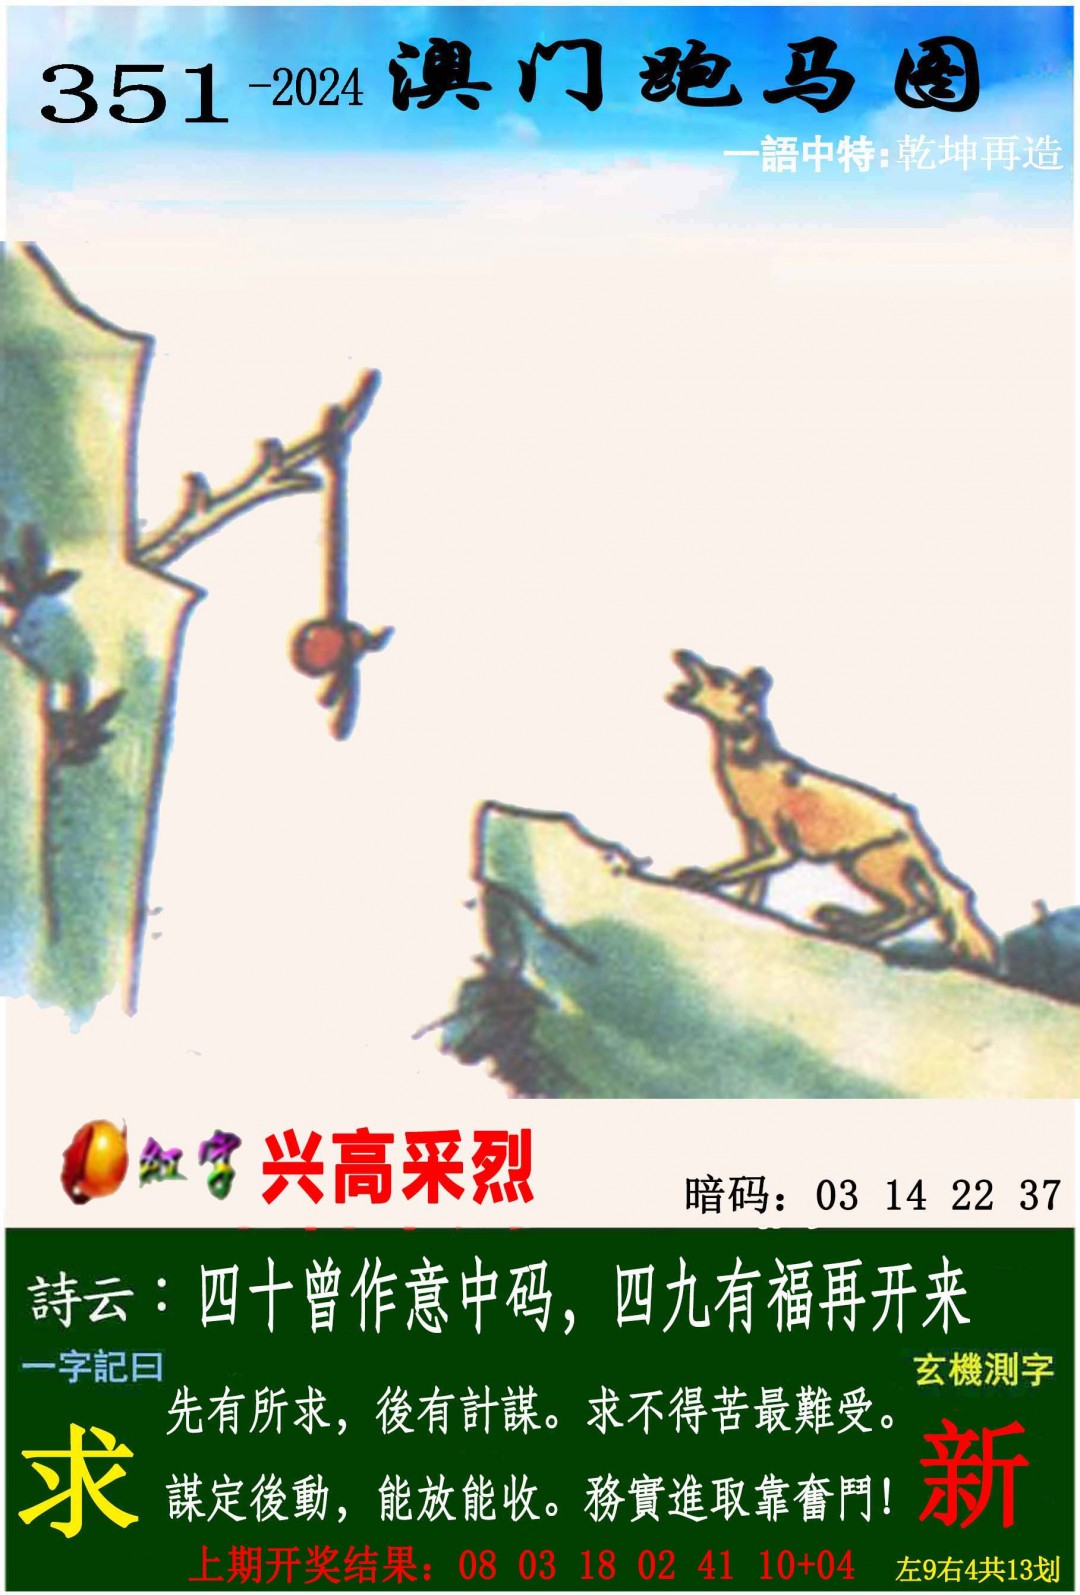 351-2024 澳门跑马图
一語中特:乾坤再造
红字 兴高采烈
暗码：03 14 22 37
詩云：四十曾作意中码，四九有福再开来
一字記曰
玄機測字
先有所求，後有計謀。求不得苦最難受。
求
新
謀定後動，能放能收。務實進取靠奮鬥！
上期开奖结果：08 03 18 02 41 10+04
左9右4共13划